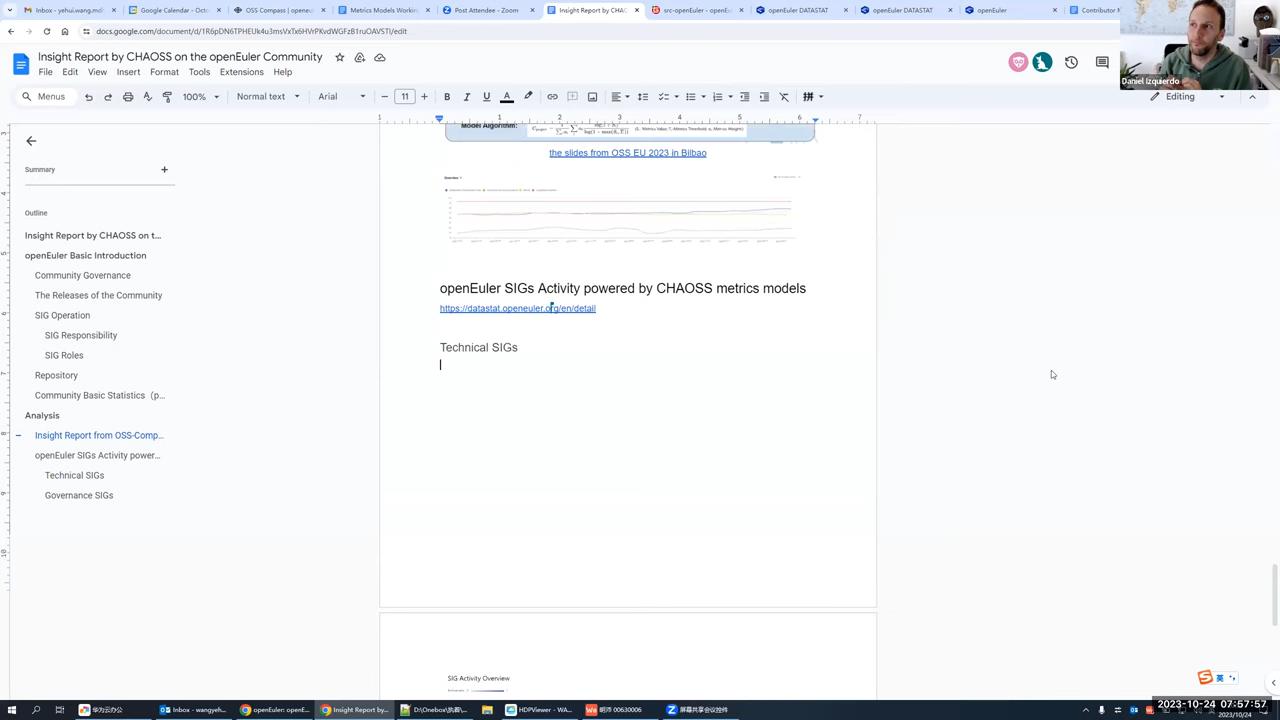 Inbox - yehui.wang.md
Google Calendar - Octo
OSS Compass | openeu
Metrics Models Workin
Post Attendee - Zoom
Insight Report by CHAO
src-openEuler - openEu
openEuler DATASTAT
openEuler DATASTAT
openEuler
Contributor M
docs.google.com/document/d/1R6pDN6TPHEUk4u3msVxTx6HVrPKvdWGFzB1ruOAVSTI/edit
Daniel Izquierdo
Insight Report by CHAOSS on the openEuler Community
File Edit View Insert Format Tools Extensions Help
Menus 100% Normal text Arial 11 Editing
Summary
Outline
Insight Report by CHAOSS on t...
openEuler Basic Introduction
Community Governance
The Releases of the Community
SIG Operation
SIG Responsibility
SIG Roles
Repository
Community Basic Statistics (p...
Analysis
Insight Report from OSS-Comp...
openEuler SIGs Activity power...
Technical SIGs
Governance SIGs
Model Algorithm:
the slides from OSS EU 2023 in Bilbao
Overview
openEuler SIGs Activity powered by CHAOSS metrics models
https://datastat.openeuler.org/en/detail
Technical SIGs
SIG Activity Overview
英
华为云办公
Inbox - wangyeh...
openEuler: openE...
Insight Report by...
HDPViewer - WA...
明师 00630006
屏幕共享会议控件
2023-10-24 07:57:57
2023/10/24